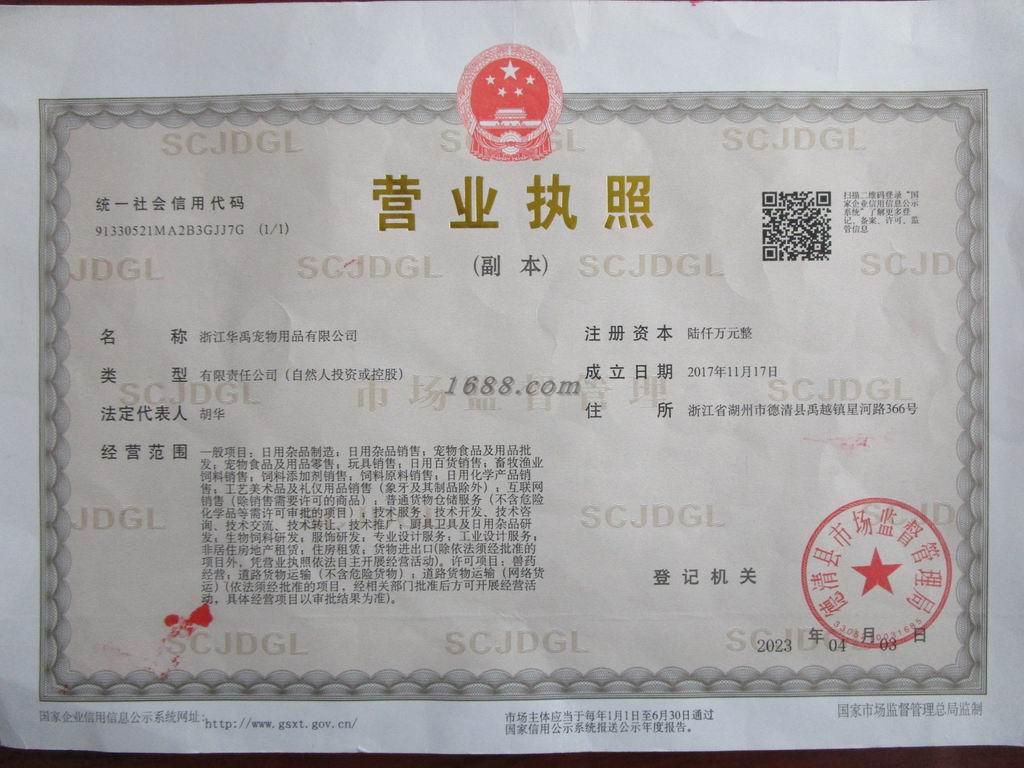 SCJDGL SCJDGL SCJDGL
营业执照
(副 本)
统一社会信用代码
91330521MA2B3GJJ7G (1/1)
扫描二维码登录“国
家企业信用信息公示
系统”了解更多登
记、备案、许可、监
管信息
JDGL SCJDGL SCJDGL SCJD
名 称 浙江华禹宠物用品有限公司
类 型 有限责任公司（自然人投资或控股）
法定代表人 胡华
注册资本 陆仟万元整
成立日期 2017年11月17日
住 所 浙江省湖州市德清县禹越镇星河路366号
SCJDGL 市场监督管理 SCJDGL
1688.com
经营范围 一般项目：日用杂品制造；日用杂品销售；宠物食品及用品批
发；宠物食品及用品零售；玩具销售；日用百货销售；畜牧渔业
饲料销售；饲料添加剂销售；饲料原料销售；日用化学产品销
售；工艺美术品及礼仪用品销售（象牙及其制品除外）；互联网
销售（除销售需要许可的商品）；普通货物仓储服务（不含危险
化学品等需许可审批的项目）；技术服务、技术开发、技术咨
询、技术交流、技术转让、技术推广；厨具卫具及日用杂品研
发；生物饲料研发；服饰研发；专业设计服务；工业设计服务；
非居住房地产租赁；住房租赁；货物进出口(除依法须经批准的
项目外，凭营业执照依法自主开展经营活动)。许可项目：兽药
经营；道路货物运输（不含危险货物）；道路货物运输（网络货
运）(依法须经批准的项目，经相关部门批准后方可开展经营活
动，具体经营项目以审批结果为准)。
JDGL SCJDGL SCJD
登记机关
德清县市场监督管理局
2023 年 04 月 03 日
SCJDGL SCJDGL SCJDGL
国家企业信用信息公示系统网址：http://www.gsxt.gov.cn/
市场主体应当于每年1月1日至6月30日通过
国家信用公示系统报送公示年度报告。
国家市场监督管理总局监制